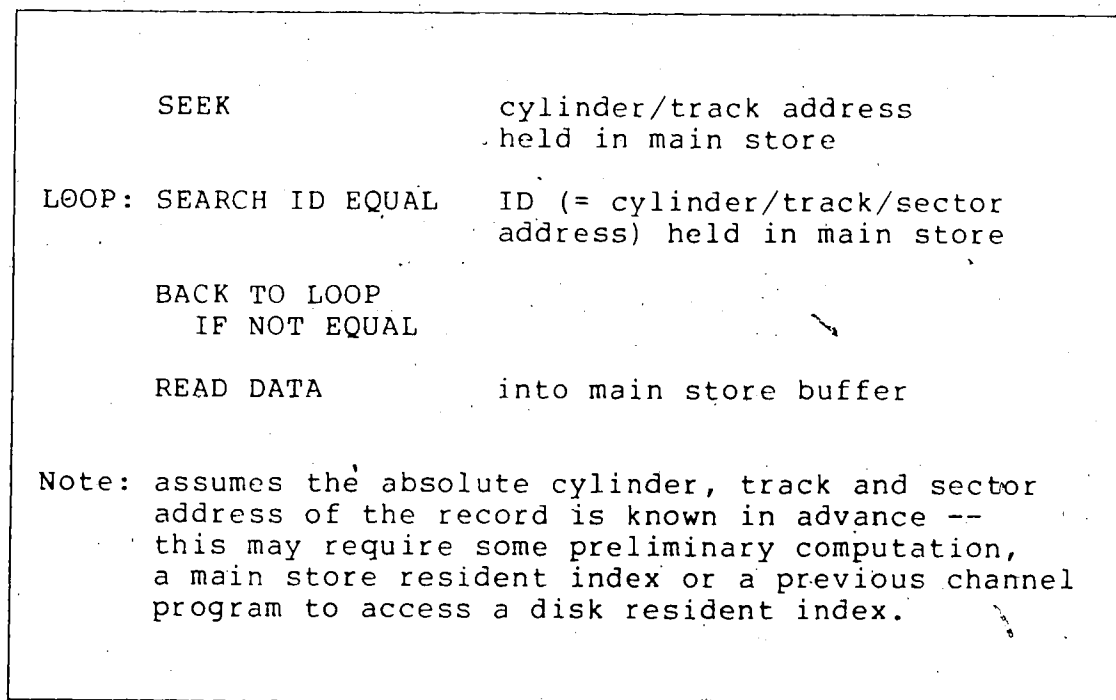 SEEK cylinder/track address
held in main store
LOOP: SEARCH ID EQUAL ID (= cylinder/track/sector
address) held in main store
BACK TO LOOP
IF NOT EQUAL
READ DATA into main store buffer
Note: assumes the absolute cylinder, track and sector
address of the record is known in advance --
this may require some preliminary computation,
a main store resident index or a previous channel
program to access a disk resident index.